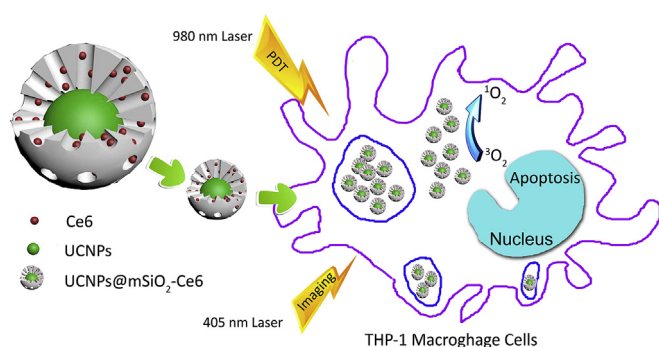 980 nm Laser
PDT
¹O₂
³O₂
Apoptosis
Nucleus
Ce6
UCNPs
UCNPs@mSiO₂-Ce6
Imaging
405 nm Laser
THP-1 Macrghage Cells